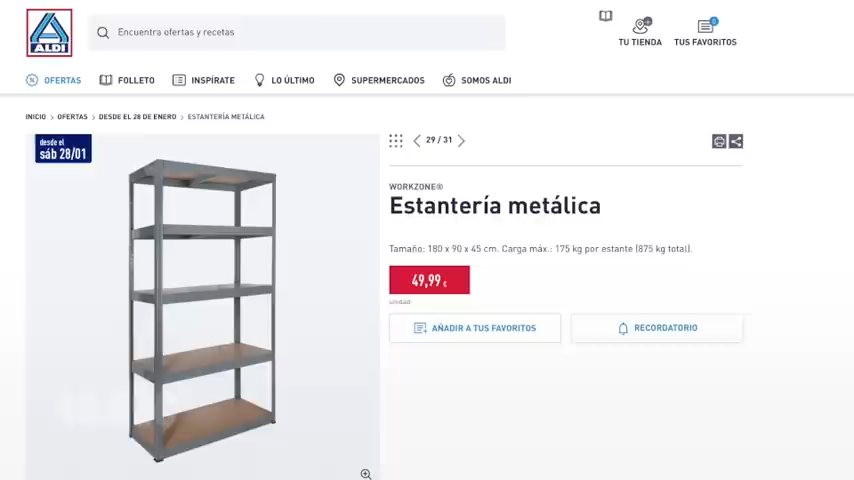 ALDI
Encuentra ofertas y recetas
TU TIENDA
0
TUS FAVORITOS
OFERTAS
FOLLETO
INSPÍRATE
LO ÚLTIMO
SUPERMERCADOS
SOMOS ALDI
INICIO > OFERTAS > DESDE EL 28 DE ENERO > ESTANTERÍA METÁLICA
desde el
sáb 28/01
29 / 31
WORKZONE®
Estantería metálica
Tamaño: 180 x 90 x 45 cm. Carga máx.: 175 kg por estante (875 kg total).
49,99 €
unidad
AÑADIR A TUS FAVORITOS
RECORDATORIO